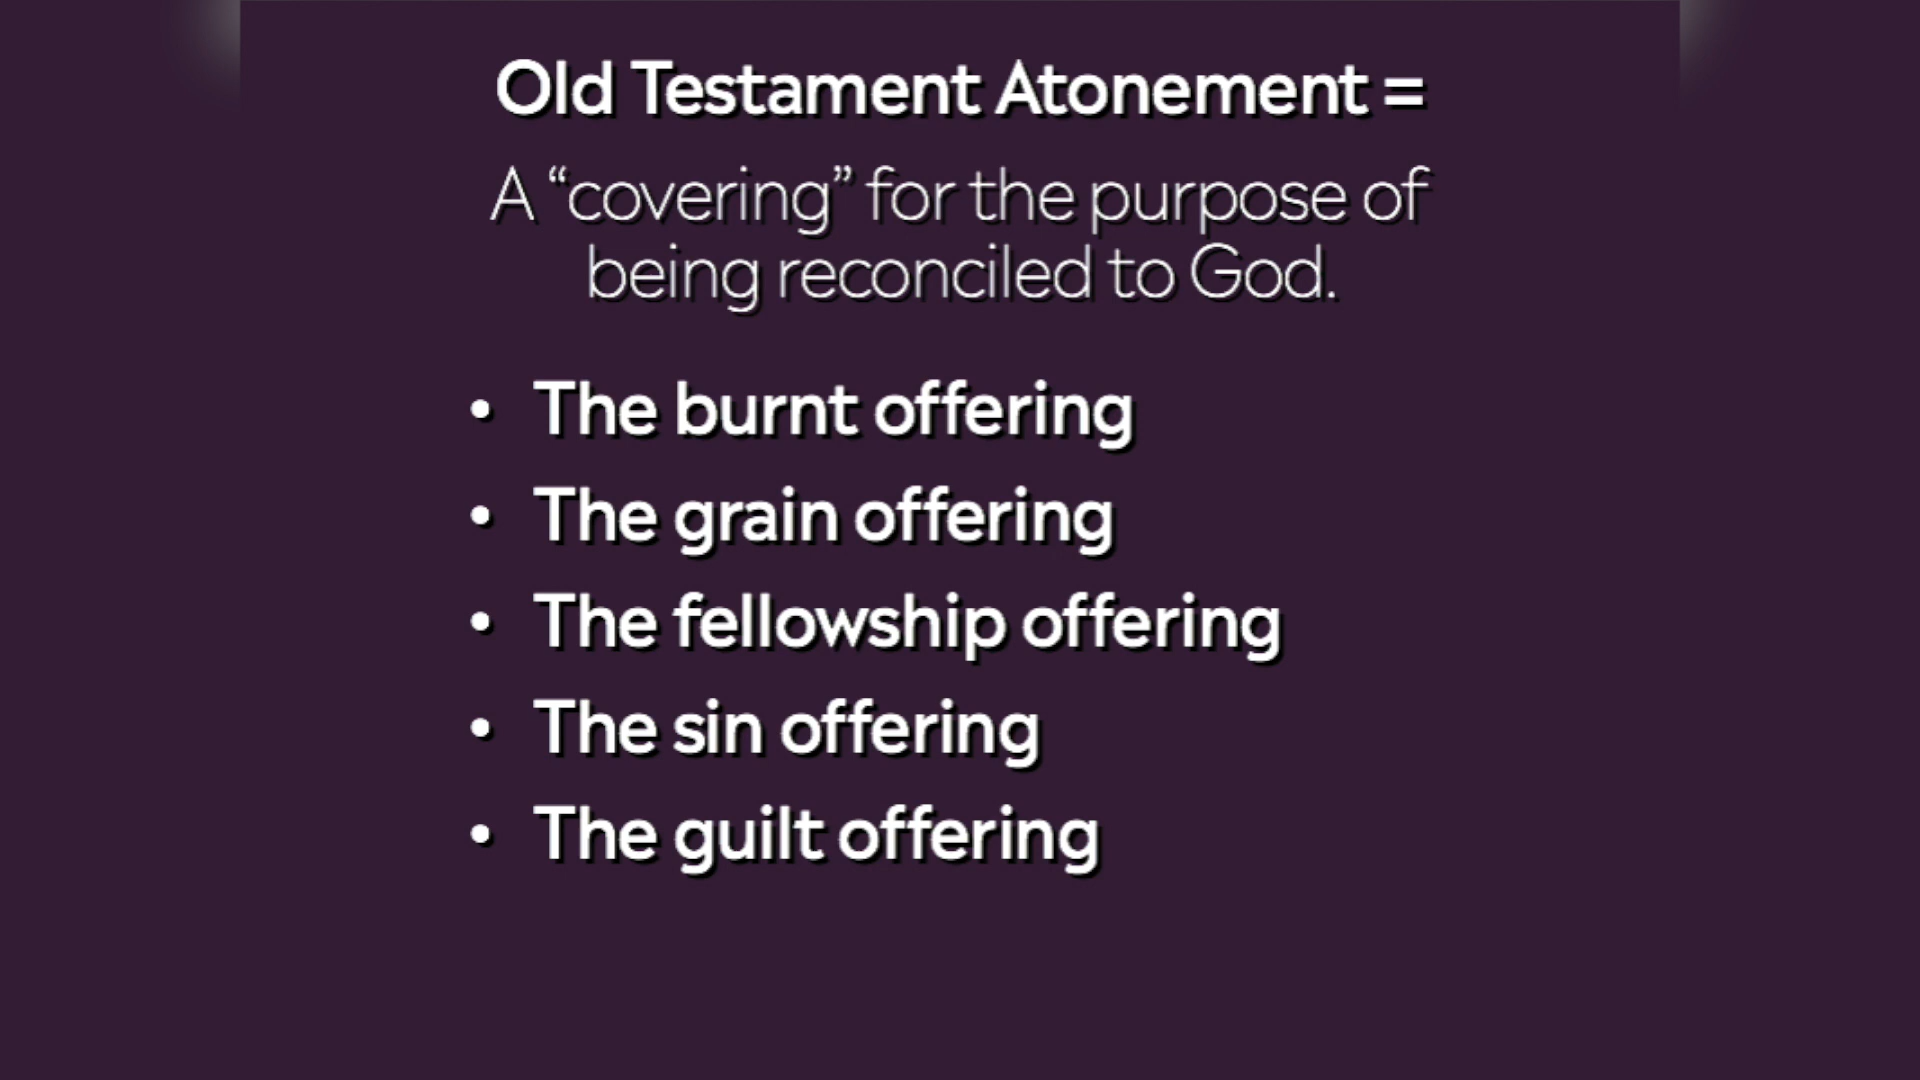 Old Testament Atonement =
A “covering” for the purpose of
being reconciled to God.
• The burnt offering
• The grain offering
• The fellowship offering
• The sin offering
• The guilt offering